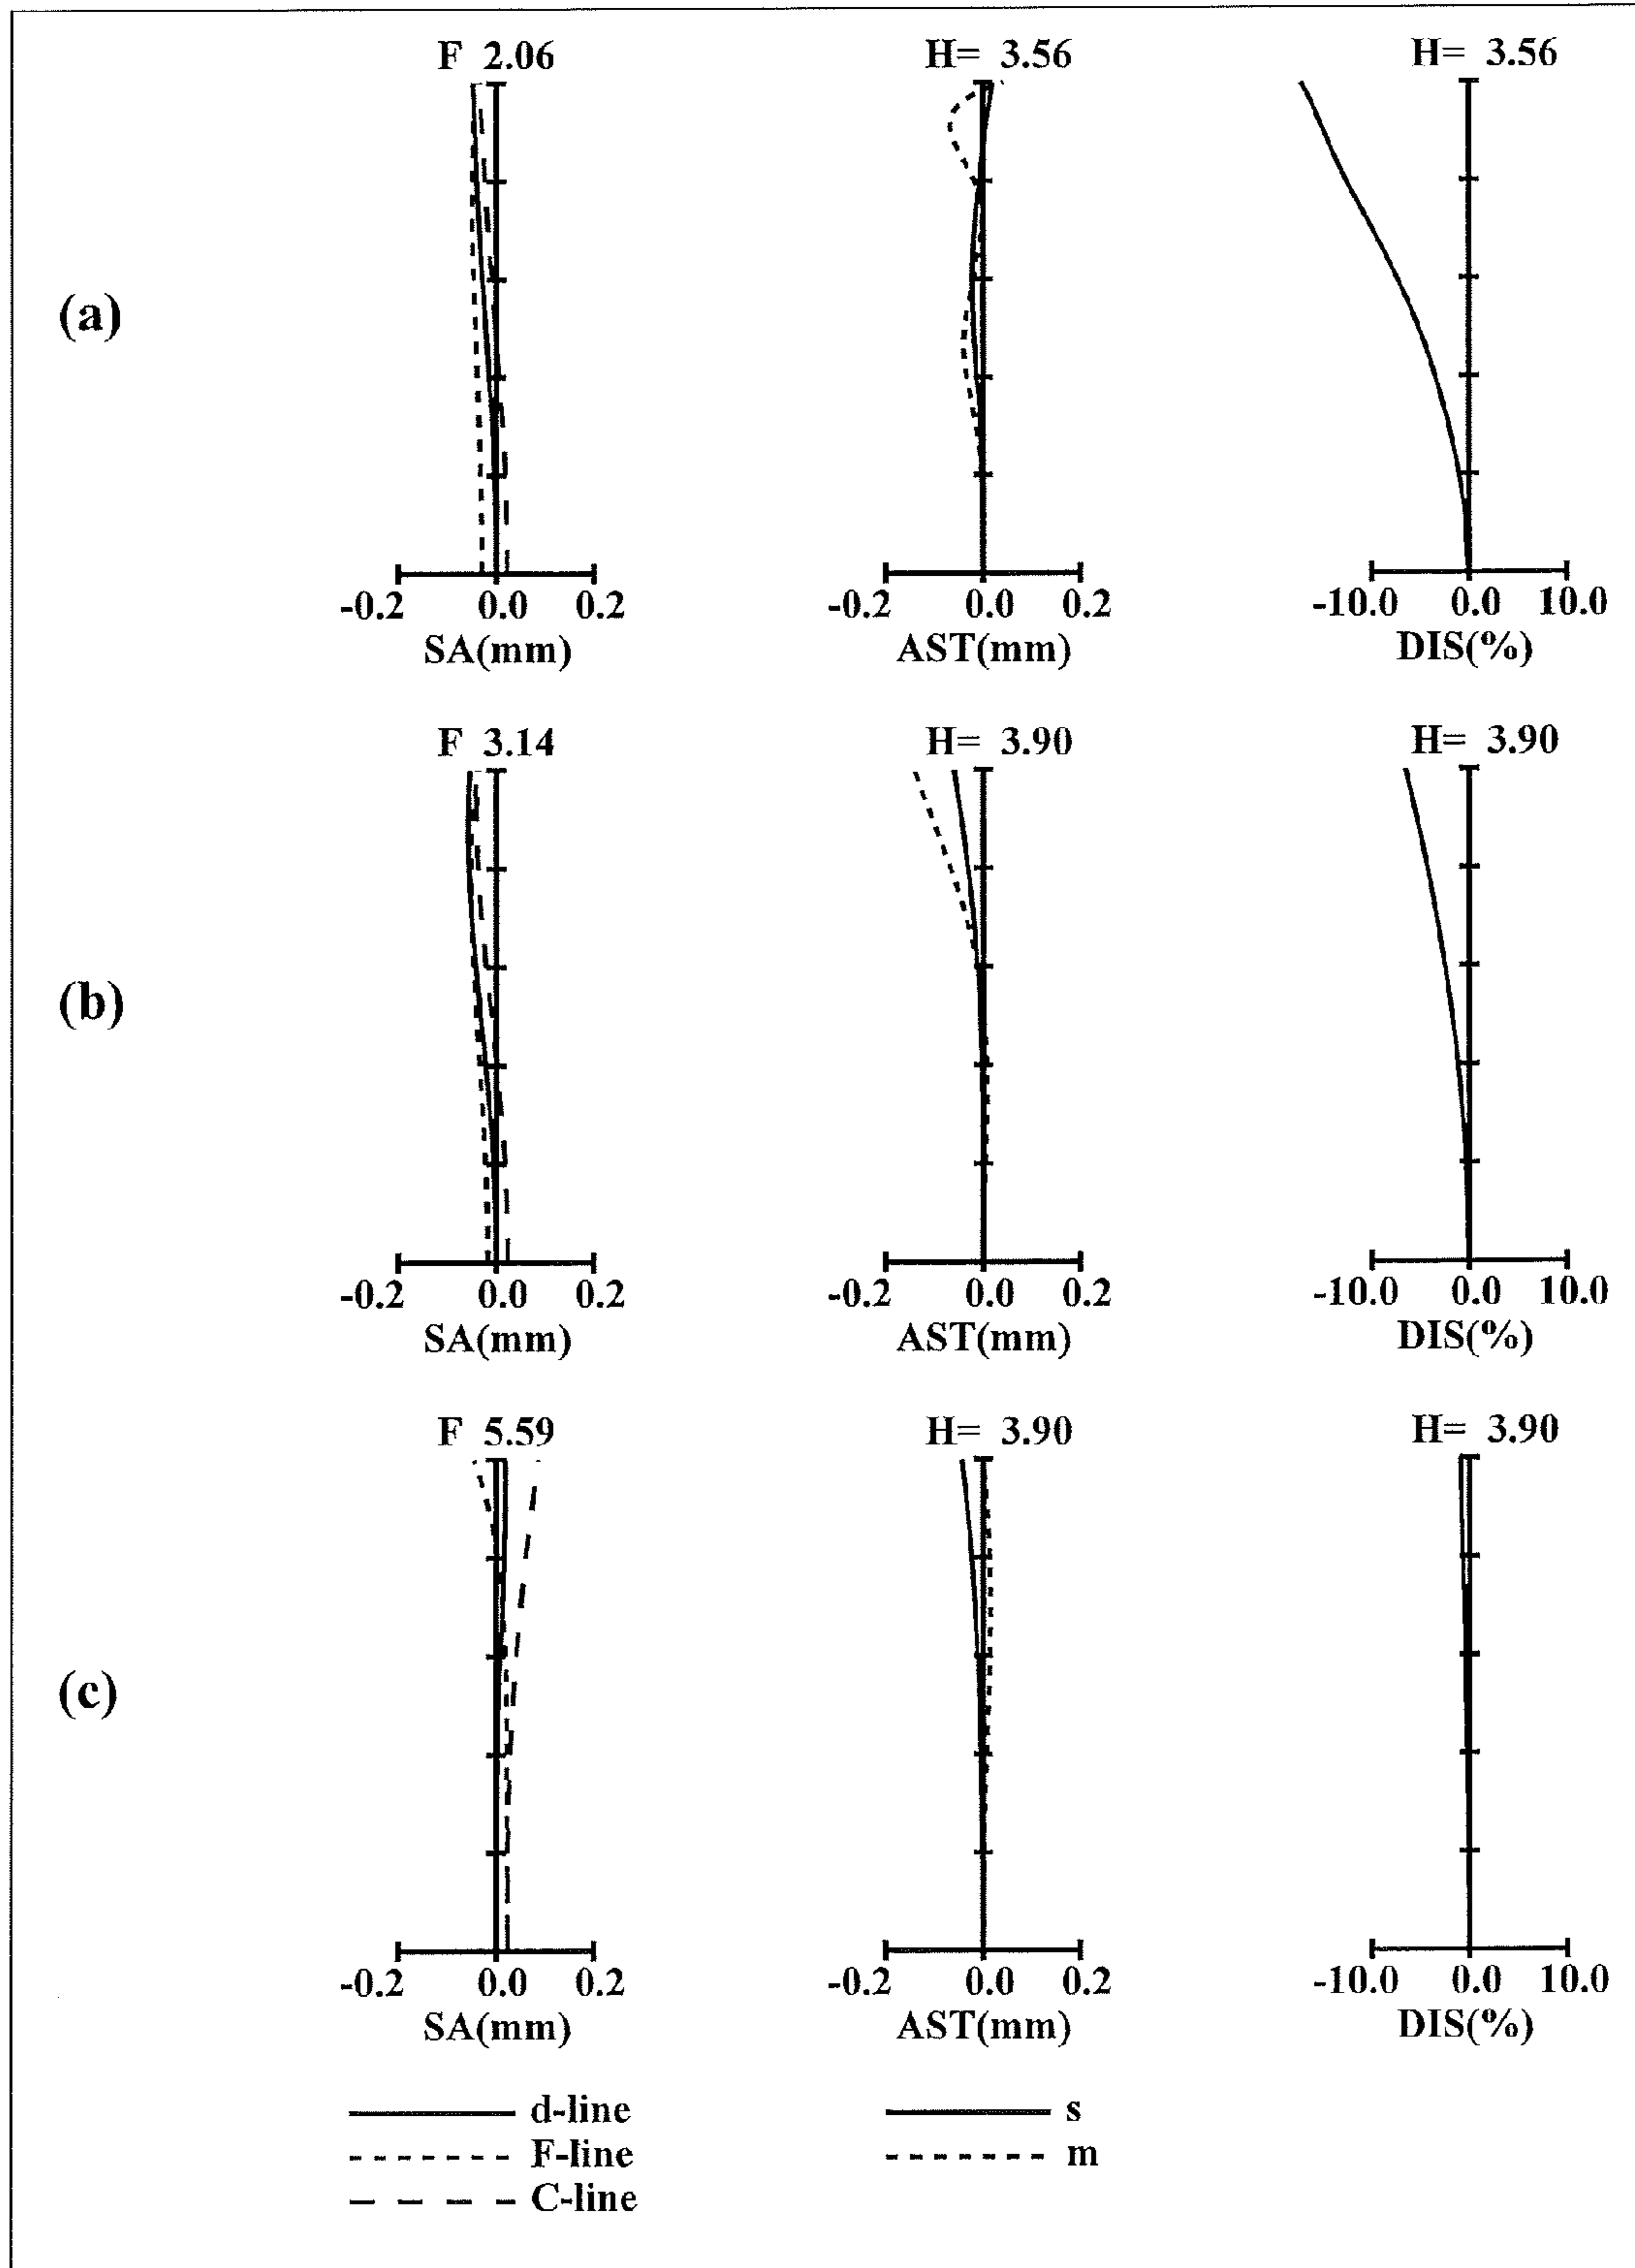 F 2.06 H= 3.56 H= 3.56
(a)
-0.2 0.0 0.2 -0.2 0.0 0.2 -10.0 0.0 10.0
SA(mm) AST(mm) DIS(%)
F 3.14 H= 3.90 H= 3.90
(b)
-0.2 0.0 0.2 -0.2 0.0 0.2 -10.0 0.0 10.0
SA(mm) AST(mm) DIS(%)
F 5.59 H= 3.90 H= 3.90
(c)
-0.2 0.0 0.2 -0.2 0.0 0.2 -10.0 0.0 10.0
SA(mm) AST(mm) DIS(%)
d-line s
F-line m
C-line